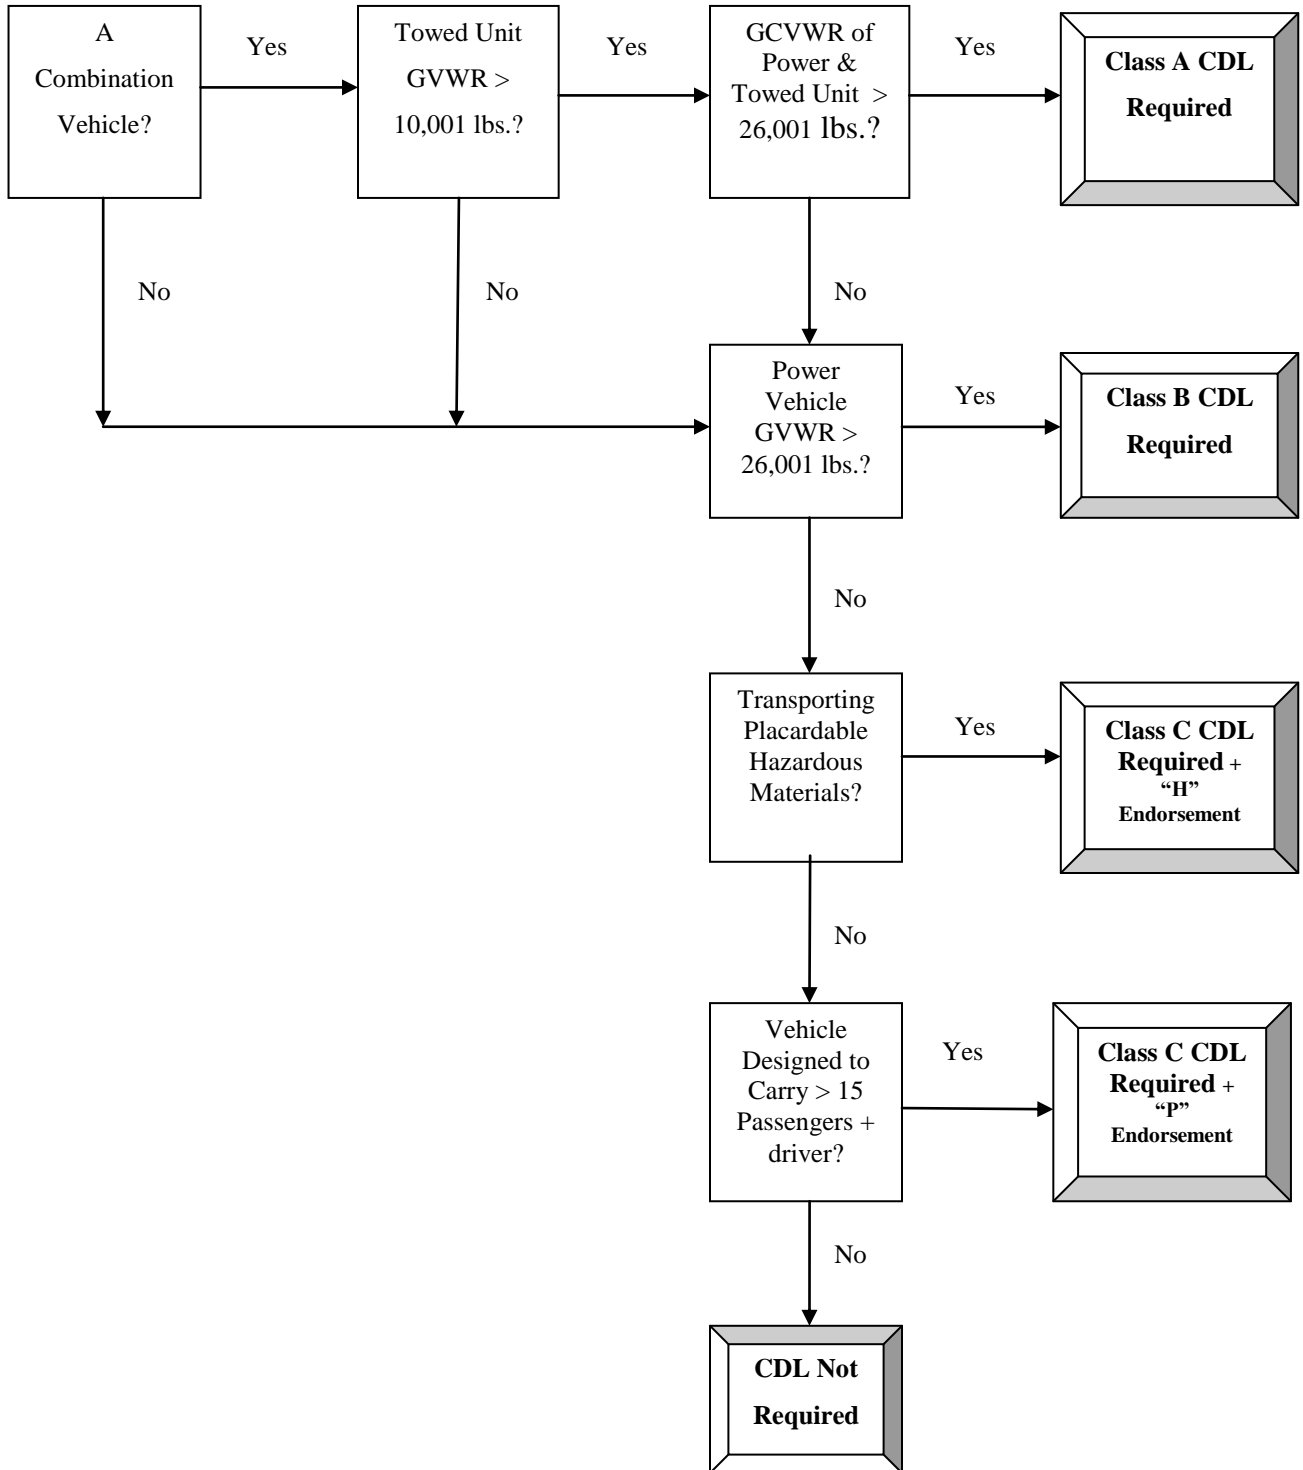 A
Combination
Vehicle?
Yes
Towed Unit
GVWR >
10,001 lbs.?
Yes
GCVWR of
Power &
Towed Unit >
26,001 lbs.?
Yes
Class A CDL
Required
No
No
No
Power
Vehicle
GVWR >
26,001 lbs.?
Yes
Class B CDL
Required
No
Transporting
Placardable
Hazardous
Materials?
Yes
Class C CDL
Required +
“H”
Endorsement
No
Vehicle
Designed to
Carry > 15
Passengers +
driver?
Yes
Class C CDL
Required +
“P”
Endorsement
No
CDL Not
Required